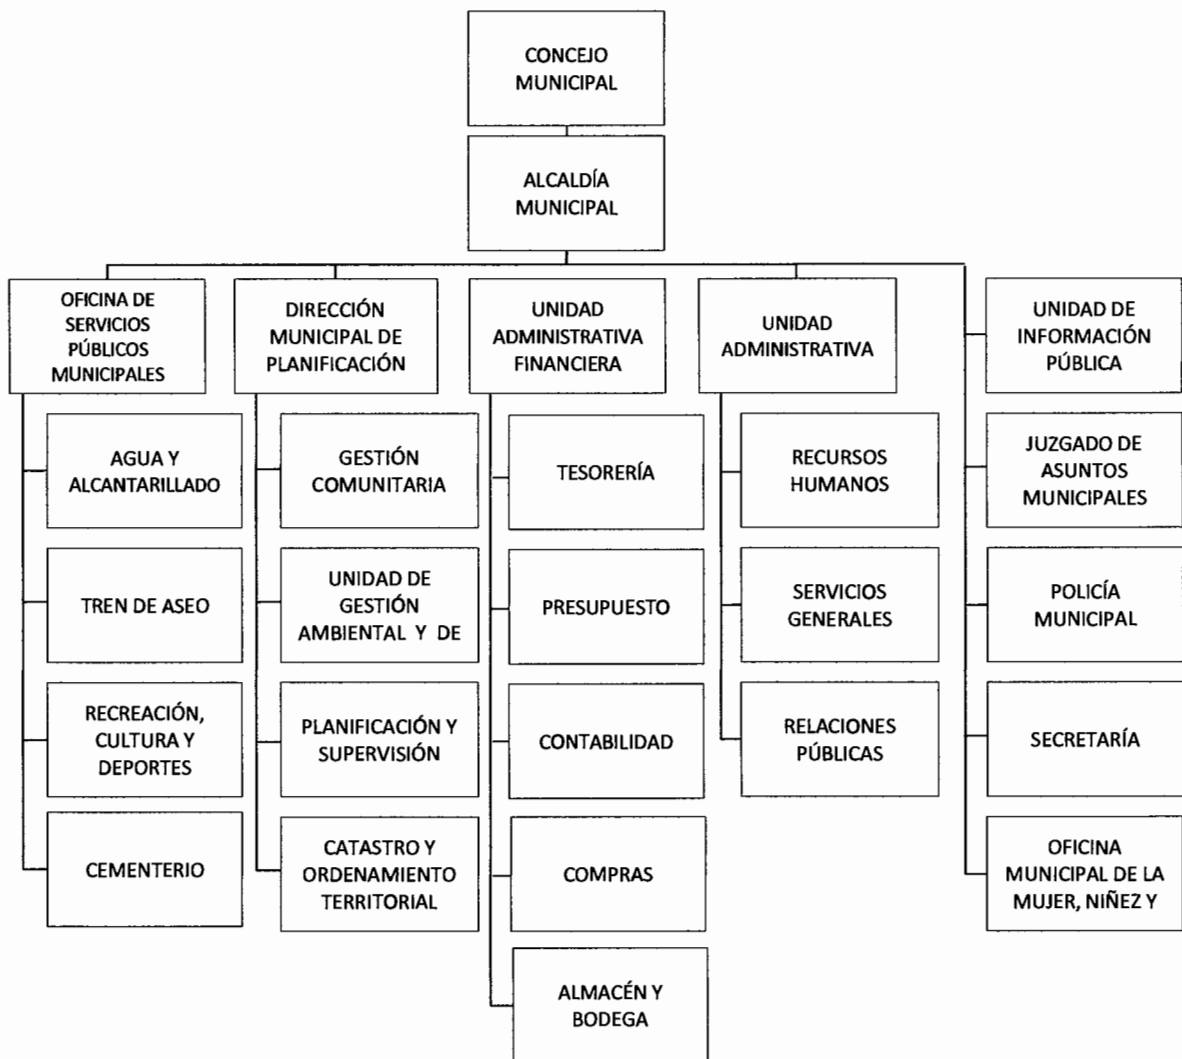 CONCEJO
MUNICIPAL
ALCALDÍA
MUNICIPAL
OFICINA DE
SERVICIOS
PÚBLICOS
MUNICIPALES
DIRECCIÓN
MUNICIPAL DE
PLANIFICACIÓN
UNIDAD
ADMINISTRATIVA
FINANCIERA
UNIDAD
ADMINISTRATIVA
UNIDAD DE
INFORMACIÓN
PÚBLICA
AGUA Y
ALCANTARILLADO
GESTIÓN
COMUNITARIA
TESORERÍA
RECURSOS
HUMANOS
JUZGADO DE
ASUNTOS
MUNICIPALES
TREN DE ASEO
UNIDAD DE
GESTIÓN
AMBIENTAL Y DE
PRESUPUESTO
SERVICIOS
GENERALES
POLICÍA
MUNICIPAL
RECREACIÓN,
CULTURA Y
DEPORTES
PLANIFICACIÓN Y
SUPERVISIÓN
CONTABILIDAD
RELACIONES
PÚBLICAS
SECRETARÍA
CEMENTERIO
CATASTRO Y
ORDENAMIENTO
TERRITORIAL
COMPRAS
OFICINA
MUNICIPAL DE LA
MUJER, NIÑEZ Y
ALMACÉN Y
BODEGA